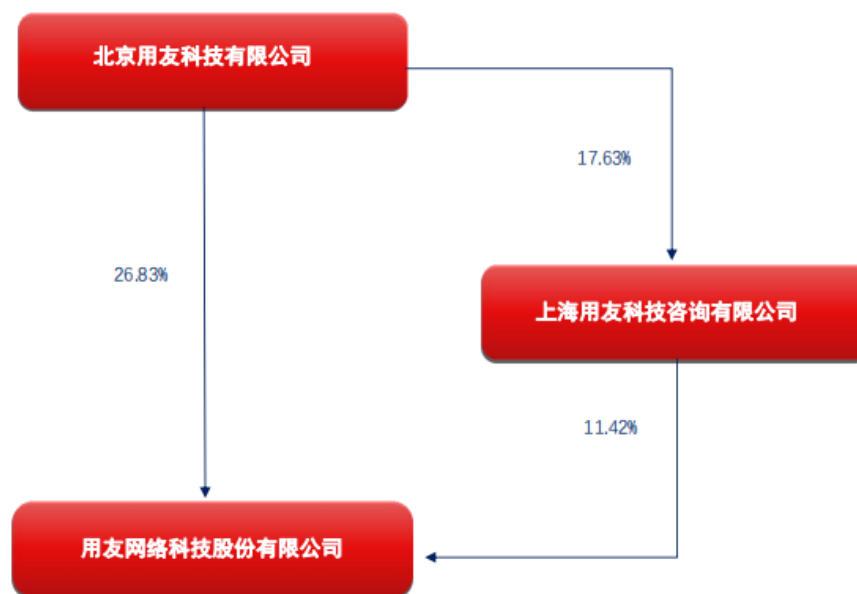 北京用友科技有限公司
17.63%
26.83%
上海用友科技咨询有限公司
11.42%
用友网络科技股份有限公司